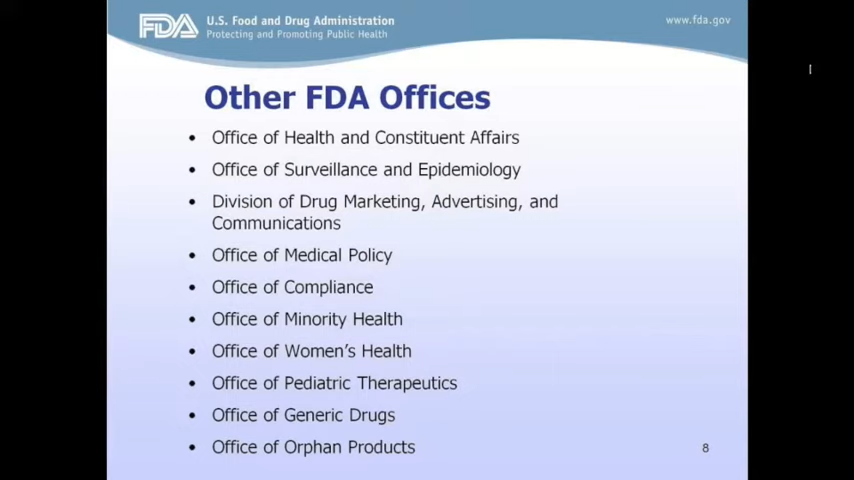 FDA U.S. Food and Drug Administration
Protecting and Promoting Public Health
www.fda.gov
Other FDA Offices
• Office of Health and Constituent Affairs
• Office of Surveillance and Epidemiology
• Division of Drug Marketing, Advertising, and
Communications
• Office of Medical Policy
• Office of Compliance
• Office of Minority Health
• Office of Women's Health
• Office of Pediatric Therapeutics
• Office of Generic Drugs
• Office of Orphan Products
8